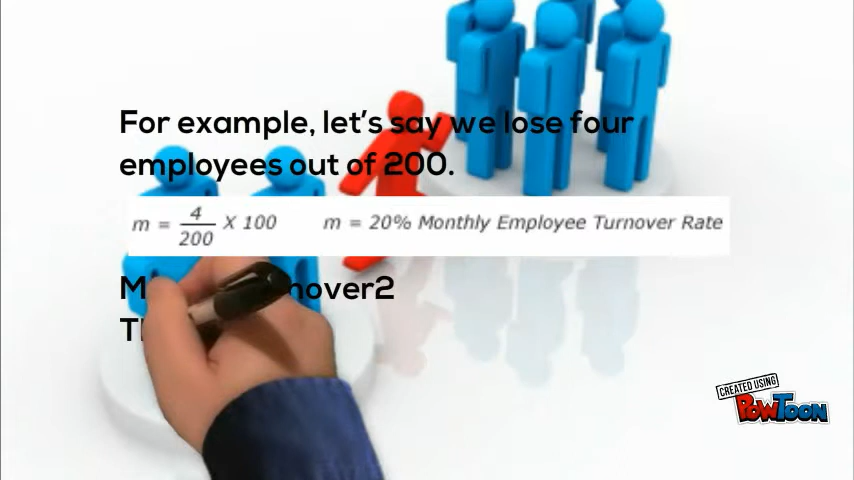 For example, let's say we lose four
employees out of 200.
m = 4/200 X 100 m = 20% Monthly Employee Turnover Rate
CREATED USING
POWTOON